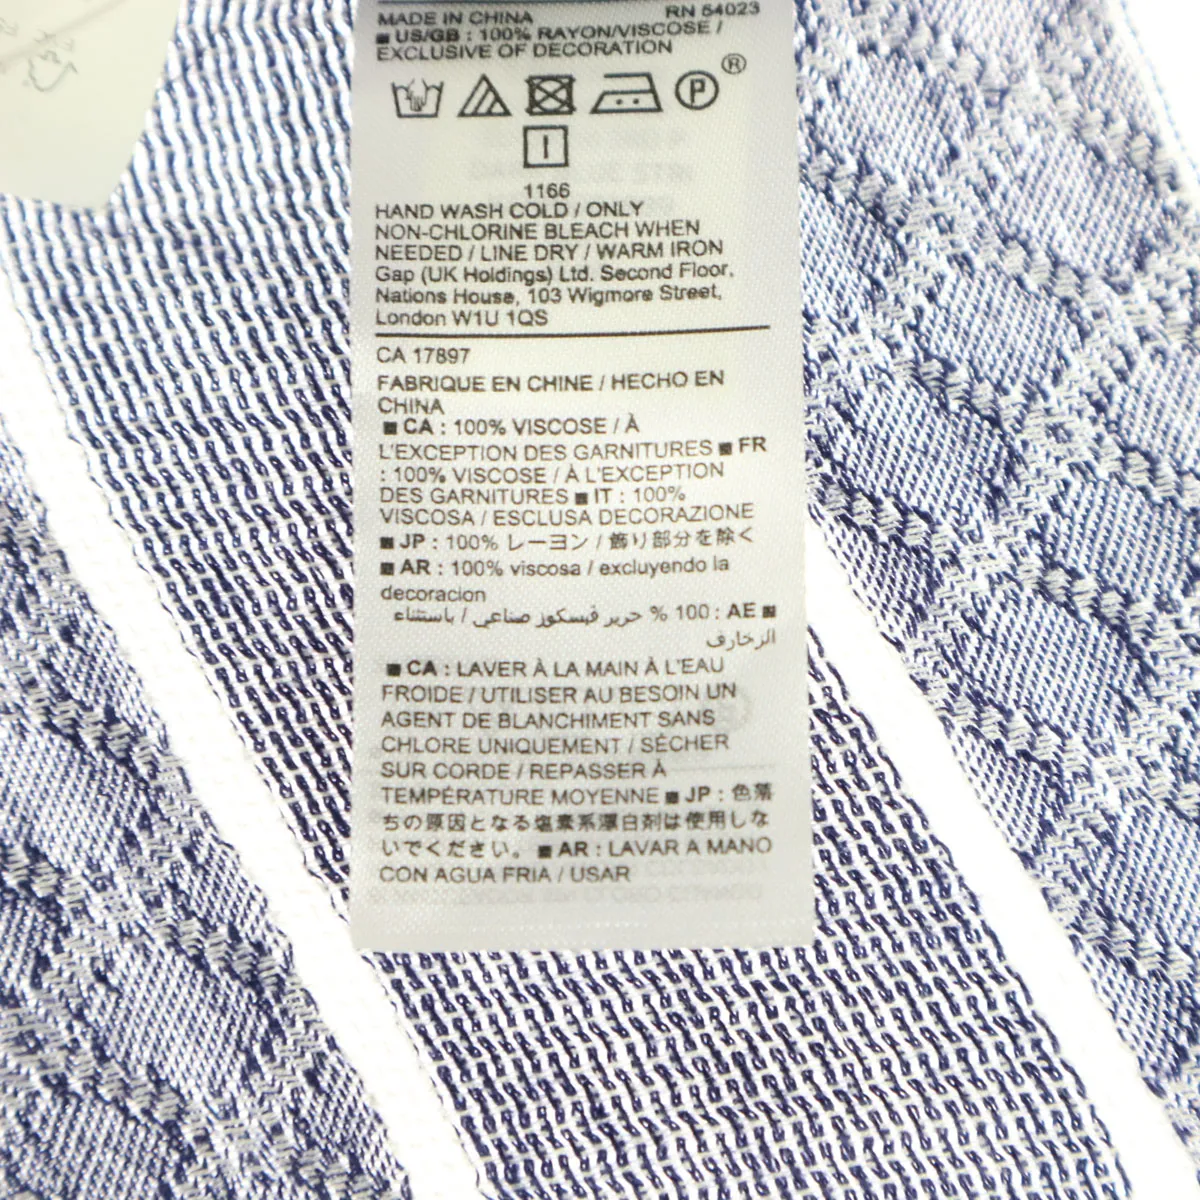 MADE IN CHINA RN 54023
■ US/GB : 100% RAYON/VISCOSE /
EXCLUSIVE OF DECORATION
P ®
1166
HAND WASH COLD / ONLY
NON-CHLORINE BLEACH WHEN
NEEDED / LINE DRY / WARM IRON
Gap (UK Holdings) Ltd. Second Floor,
Nations House, 103 Wigmore Street,
London W1U 1QS
CA 17897
FABRIQUE EN CHINE / HECHO EN
CHINA
■ CA : 100% VISCOSE / À
L'EXCEPTION DES GARNITURES ■ FR
: 100% VISCOSE / À L'EXCEPTION
DES GARNITURES ■ IT : 100%
VISCOSA / ESCLUSA DECORAZIONE
■ JP : 100% レーヨン / 飾り部分を除く
■ AR : 100% viscosa / excluyendo la
decoracion
■ AE : 100 % حرير فيسكوز صناعي / باستثناء
الزخارف
■ CA : LAVER À LA MAIN À L'EAU
FROIDE / UTILISER AU BESOIN UN
AGENT DE BLANCHIMENT SANS
CHLORE UNIQUEMENT / SÉCHER
SUR CORDE / REPASSER À
TEMPÉRATURE MOYENNE ■ JP : 色落
ちの原因となる塩素系漂白剤は使用しな
いでください。 ■ AR : LAVAR A MANO
CON AGUA FRIA / USAR